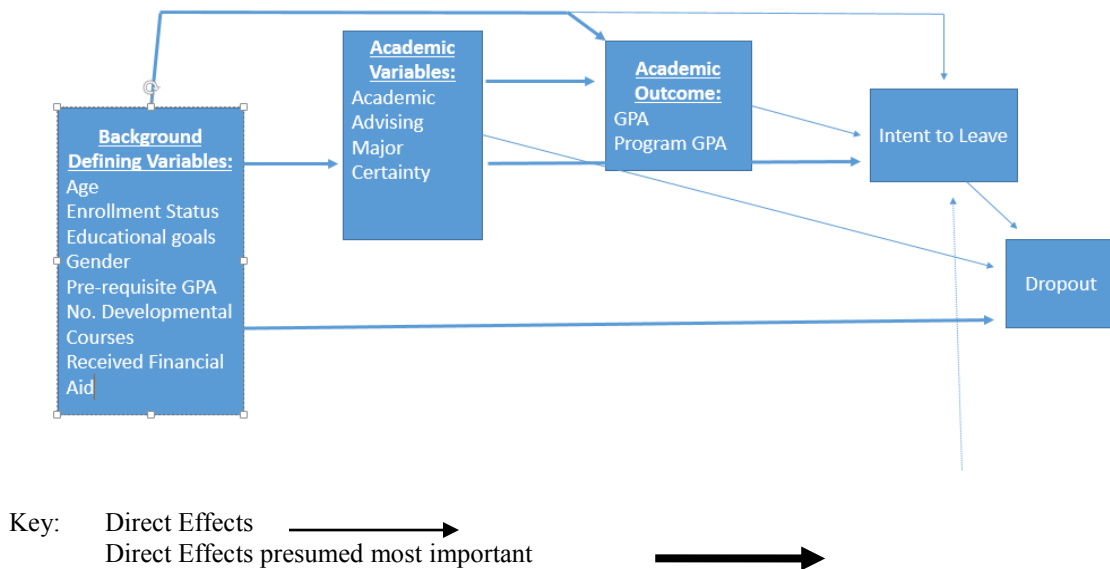 Background
Defining Variables:
Age
Enrollment Status
Educational goals
Gender
Pre-requisite GPA
No. Developmental
Courses
Received Financial
Aid
Academic
Variables:
Academic
Advising
Major
Certainty
Academic
Outcome:
GPA
Program GPA
Intent to Leave
Dropout
Key: Direct Effects
Direct Effects presumed most important